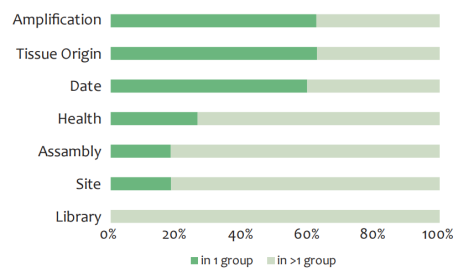 Amplification
Tissue Origin
Date
Health
Assambly
Site
Library
0% 20% 40% 60% 80% 100%
in 1 group in >1 group